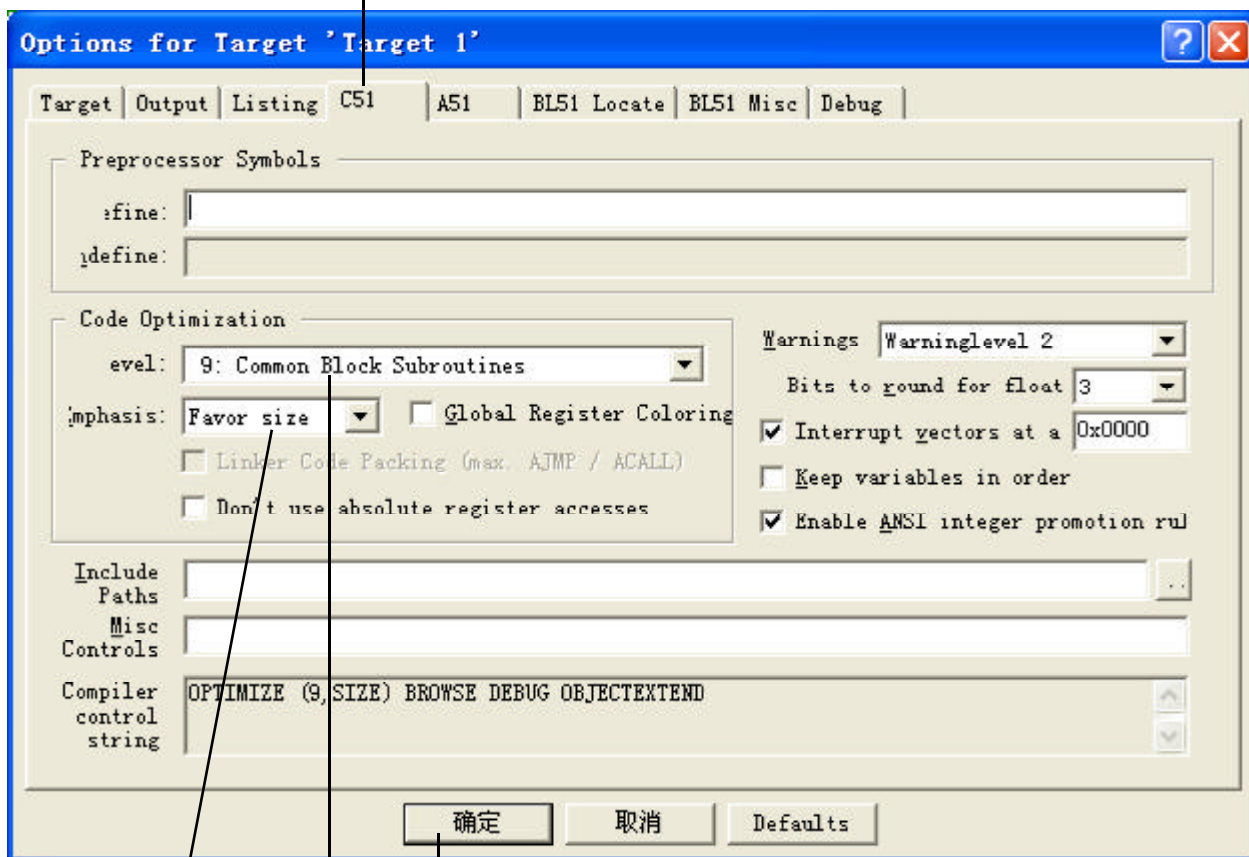 Options for Target 'Target 1'
Target Output Listing C51 A51 BL51 Locate BL51 Misc Debug
Preprocessor Symbols
efine:
define:
Code Optimization
evel: 9: Common Block Subroutines
Warnings Warninglevel 2
Bits to round for float 3
mphasis: Favor size Global Register Coloring
Interrupt vectors at a 0x0000
Linker Code Packing (max. AJMP / ACALL)
Keep variables in order
Don't use absolute register accesses
Enable ANSI integer promotion rul
Include Paths
..
Misc Controls
Compiler control string
OPTIMIZE (9,SIZE) BROWSE DEBUG OBJECTEXTEND
确定 取消 Defaults